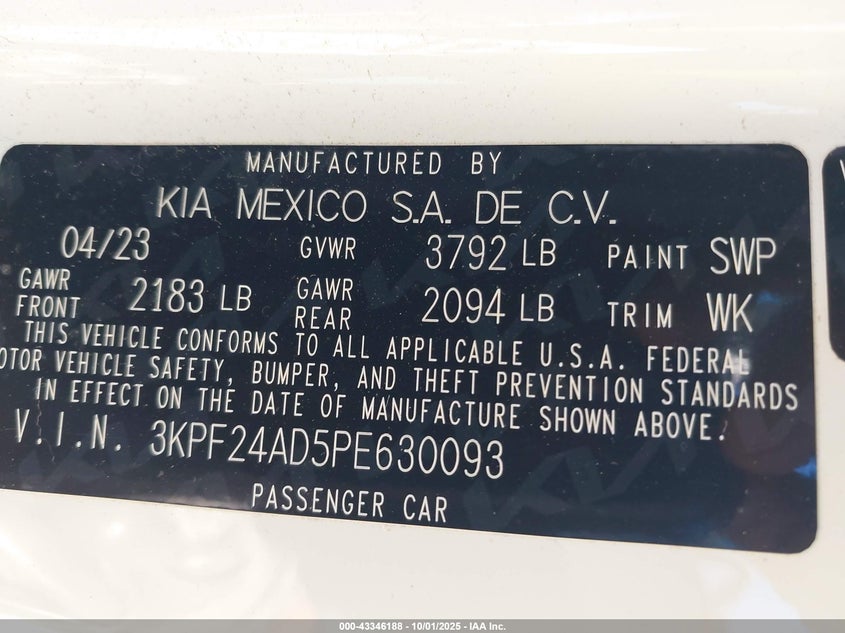 MANUFACTURED BY
KIA MEXICO S.A. DE C.V.
04/23 GVWR 3792 LB PAINT SWP
GAWR FRONT 2183 LB GAWR REAR 2094 LB TRIM WK
THIS VEHICLE CONFORMS TO ALL APPLICABLE U.S.A. FEDERAL
OTOR VEHICLE SAFETY, BUMPER, AND THEFT PREVENTION STANDARDS
IN EFFECT ON THE DATE OF MANUFACTURE SHOWN ABOVE.
V.I.N. 3KPF24AD5PE630093
PASSENGER CAR
000-43346188 - 10/01/2025 - IAA Inc.